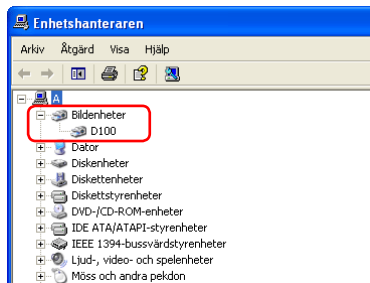 Enhetshanteraren
Arkiv Åtgärd Visa Hjälp
A
Bildenheter
D100
Dator
Diskenheter
Diskettenheter
Diskettstyrenheter
DVD-/CD-ROM-enheter
IDE ATA/ATAPI-styrenheter
IEEE 1394-bussvärdstyrenheter
Ljud-, video- och spelenheter
Möss och andra pekdon